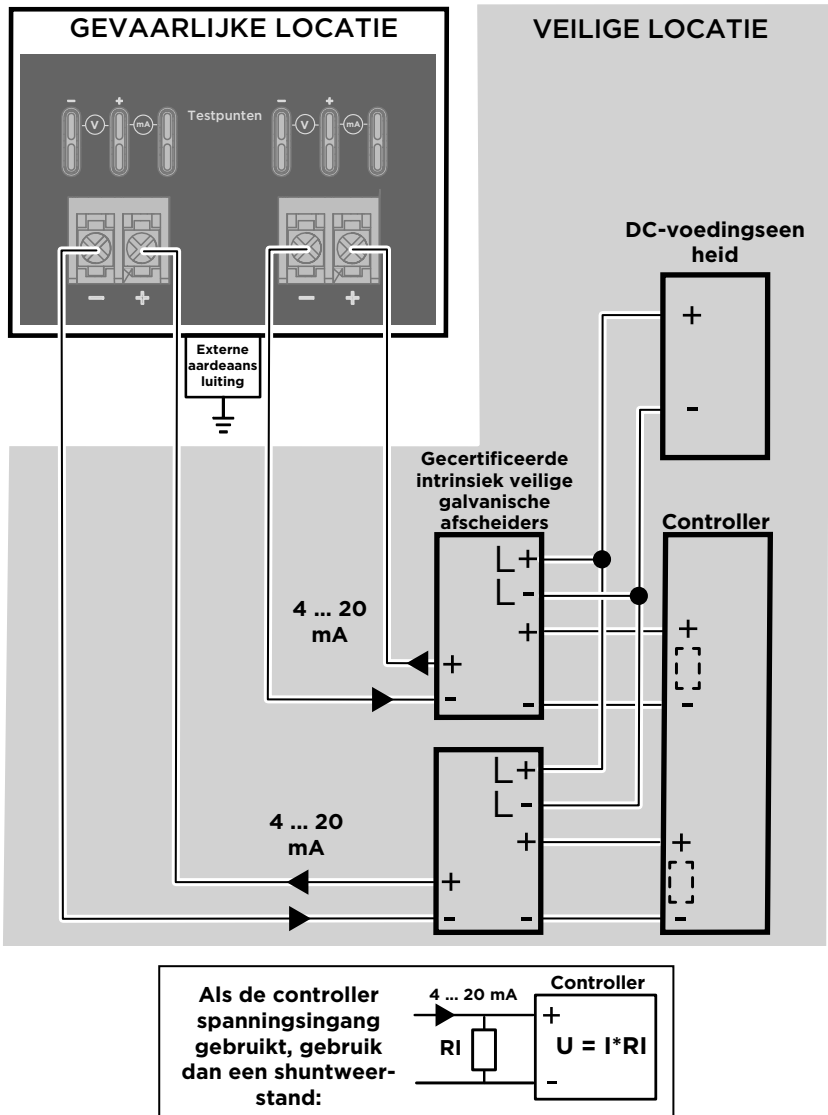 GEVAARLIJKE LOCATIE
VEILIGE LOCATIE
- + - +
V mA Testpunten V mA
- + - +
Externe
aardeaans
luiting
DC-voedingseen
heid
+
-
Gecertificeerde
intrinsiek veilige
galvanische
afscheiders
Controller
L +
L -
+ +
4 ... 20
mA
+
- - -
L +
L -
+ +
4 ... 20
mA
+
- - -
Als de controller
spanningsingang
gebruikt, gebruik
dan een shuntweer-
stand:
4 ... 20 mA
Controller
+
RI
U = I*RI
-